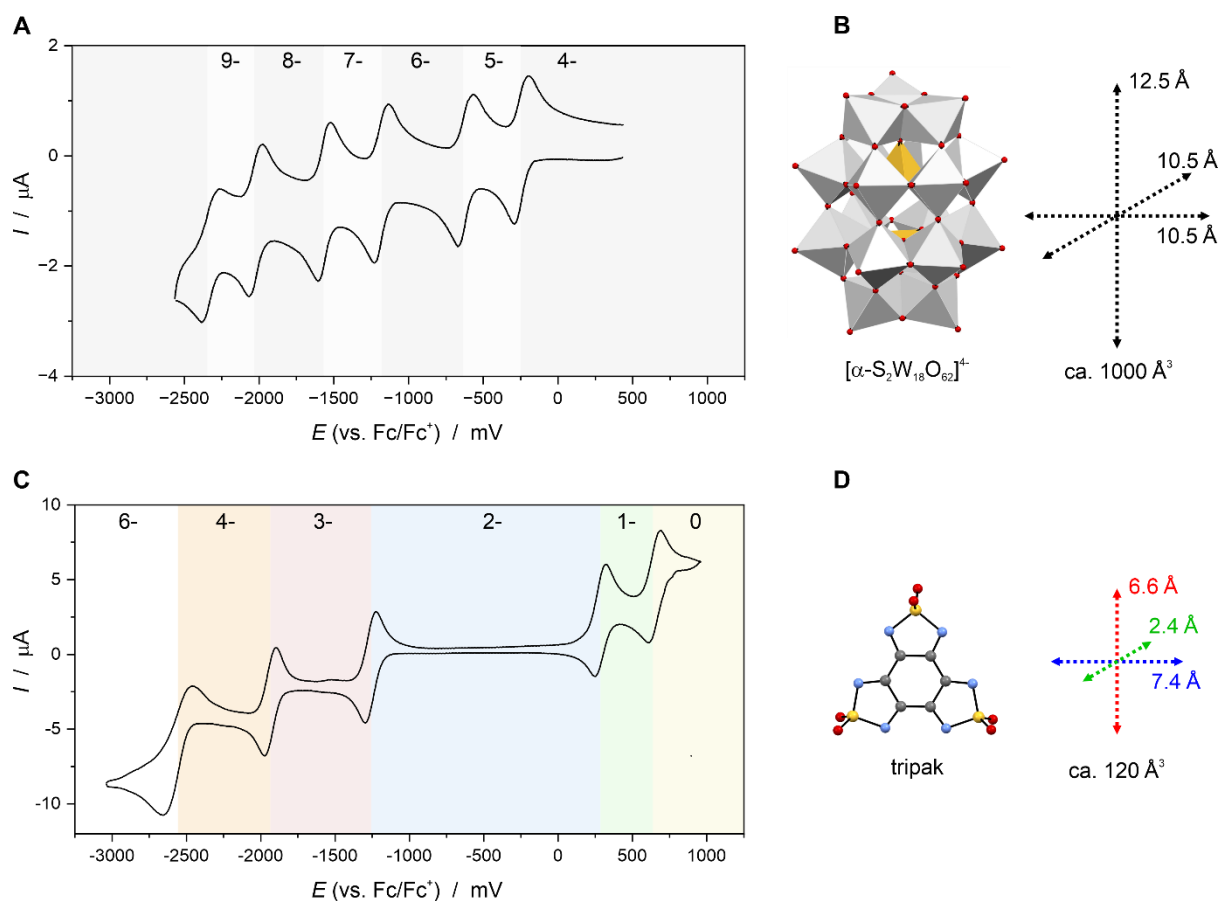 A
9- 8- 7- 6- 5- 4-
2
0
−2
−4
I / μA
−3000 −2500 −2000 −1500 −1000 −500 0 500 1000
E (vs. Fc/Fc⁺) / mV
B
12.5 Å
10.5 Å
10.5 Å
[α-S₂W₁₈O₆₂]⁴⁻
ca. 1000 Å³
C
6- 4- 3- 2- 1- 0
10
5
0
-5
-10
I / μA
-3000 -2500 -2000 -1500 -1000 -500 0 500 1000
E (vs. Fc/Fc⁺) / mV
D
6.6 Å
2.4 Å
7.4 Å
tripak
ca. 120 Å³